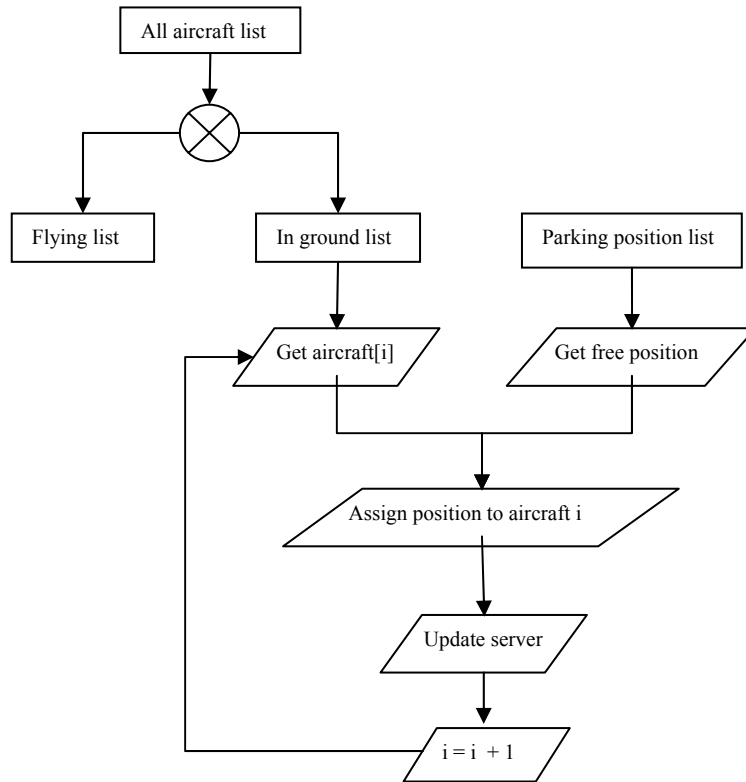 All aircraft list
Flying list
In ground list
Parking position list
Get aircraft[i]
Get free position
Assign position to aircraft i
Update server
i = i + 1